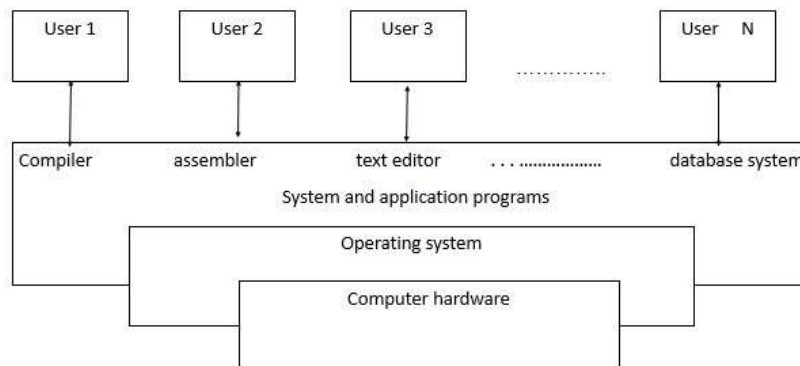 User 1 User 2 User 3 User N
.............
Compiler assembler text editor . . . .................. database system
System and application programs
Operating system
Computer hardware